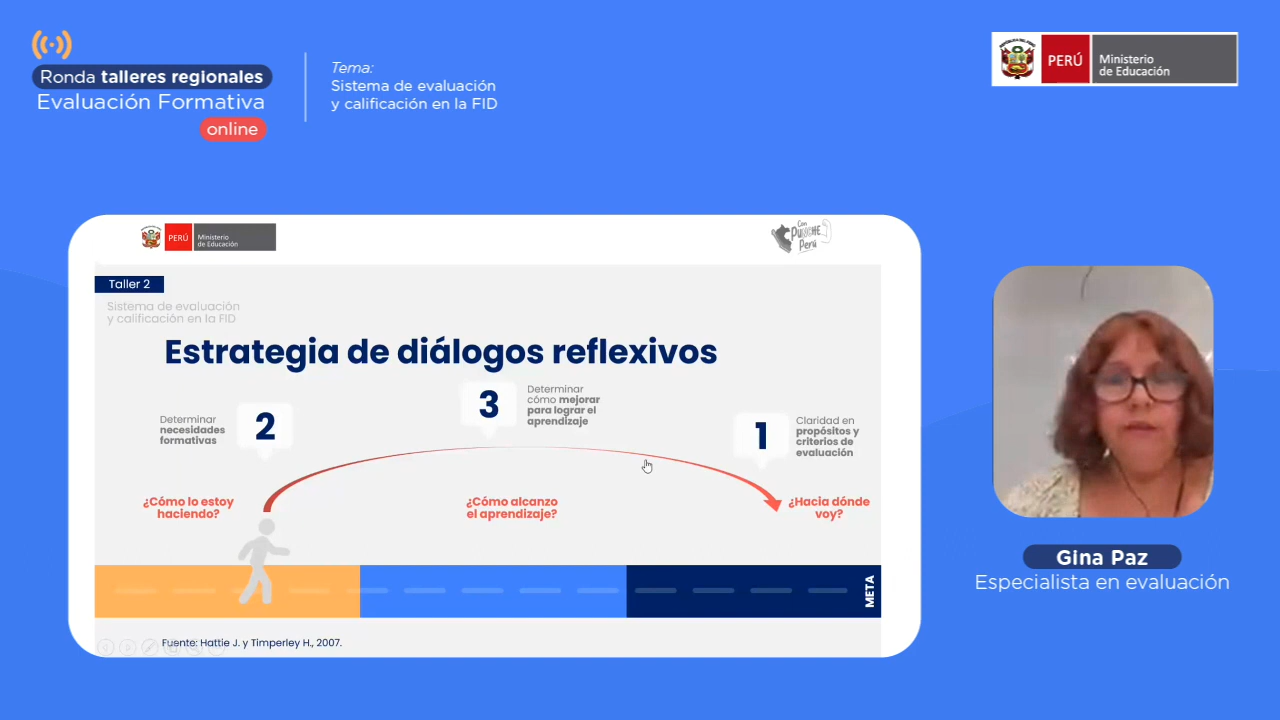 Ronda talleres regionales
Evaluación Formativa
online
Tema:
Sistema de evaluación
y calificación en la FID
PERÚ
Ministerio
de Educación
PERÚ
Ministerio
de Educación
Con
Punche
Perú
Taller 2
Sistema de evaluación
y calificación en la FID
Estrategia de diálogos reflexivos
Determinar
necesidades
formativas
2
3
Determinar
cómo mejorar
para lograr el
aprendizaje
1
Claridad en
propósitos y
criterios de
evaluación
¿Cómo lo estoy
haciendo?
¿Cómo alcanzo
el aprendizaje?
¿Hacia dónde
voy?
META
Fuente: Hattie J. y Timperley H., 2007.
Gina Paz
Especialista en evaluación